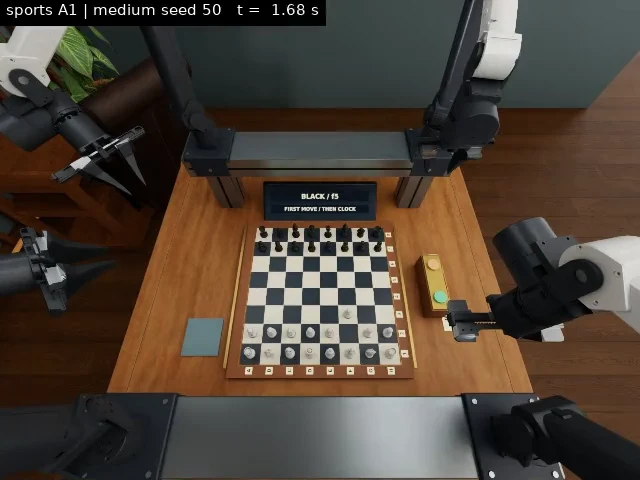 sports A1 | medium seed 50 t = 1.68 s
BLACK / f5
FIRST MOVE / THEN CLOCK